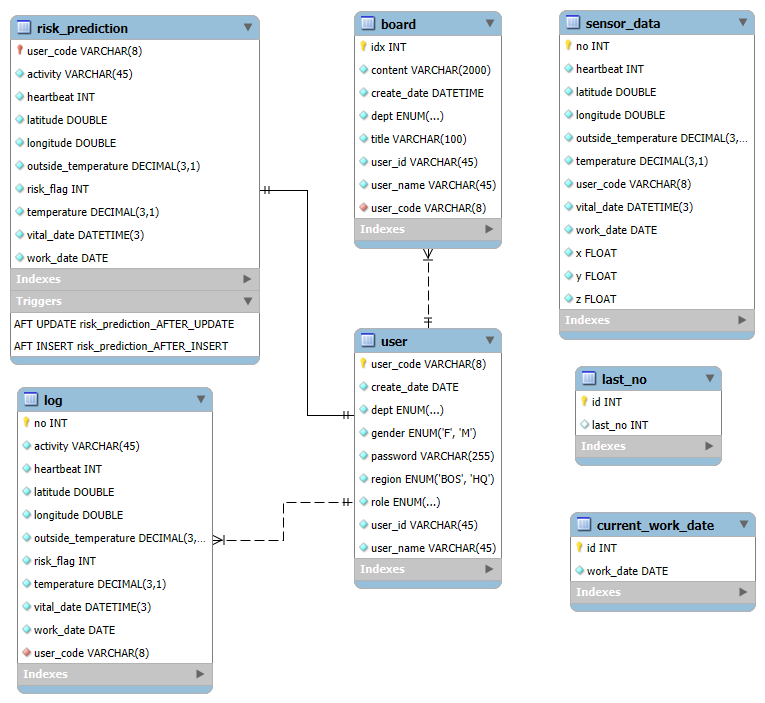 risk_prediction
user_code VARCHAR(8)
activity VARCHAR(45)
heartbeat INT
latitude DOUBLE
longitude DOUBLE
outside_temperature DECIMAL(3,1)
risk_flag INT
temperature DECIMAL(3,1)
vital_date DATETIME(3)
work_date DATE
Indexes
Triggers
AFT UPDATE risk_prediction_AFTER_UPDATE
AFT INSERT risk_prediction_AFTER_INSERT
log
no INT
activity VARCHAR(45)
heartbeat INT
latitude DOUBLE
longitude DOUBLE
outside_temperature DECIMAL(3,...
risk_flag INT
temperature DECIMAL(3,1)
vital_date DATETIME(3)
work_date DATE
user_code VARCHAR(8)
Indexes
board
idx INT
content VARCHAR(2000)
create_date DATETIME
dept ENUM(...)
title VARCHAR(100)
user_id VARCHAR(45)
user_name VARCHAR(45)
user_code VARCHAR(8)
Indexes
user
user_code VARCHAR(8)
create_date DATE
dept ENUM(...)
gender ENUM('F', 'M')
password VARCHAR(255)
region ENUM('BOS', 'HQ')
role ENUM(...)
user_id VARCHAR(45)
user_name VARCHAR(45)
Indexes
sensor_data
no INT
heartbeat INT
latitude DOUBLE
longitude DOUBLE
outside_temperature DECIMAL(3,...
temperature DECIMAL(3,1)
user_code VARCHAR(8)
vital_date DATETIME(3)
work_date DATE
x FLOAT
y FLOAT
z FLOAT
Indexes
last_no
id INT
last_no INT
Indexes
current_work_date
id INT
work_date DATE
Indexes